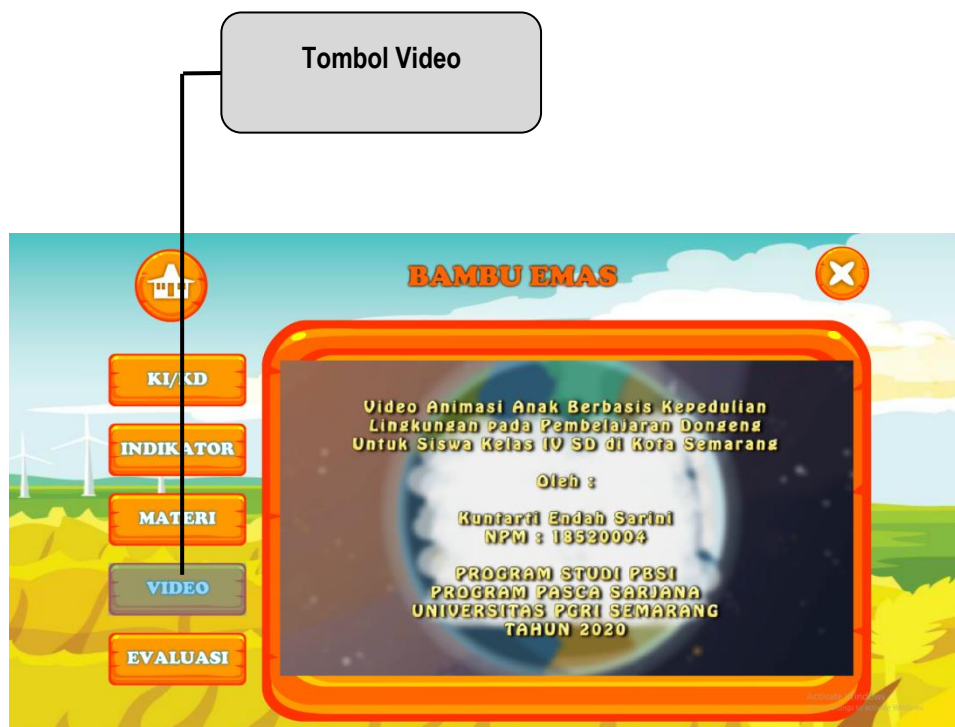 Tombol Video
BAMBU EMAS
KI/KD
INDIKATOR
MATERI
VIDEO
EVALUASI
Video Animasi Anak Berbasis Kepedulian
Lingkungan pada Pembelajaran Dongeng
Untuk Siswa Kelas IV SD di Kota Semarang
Oleh :
Kuntarti Endah Sarini
NPM : 18520004
PROGRAM STUDI PBSI
PROGRAM PASCA SARJANA
UNIVERSITAS PGRI SEMARANG
TAHUN 2020
Activate Windows